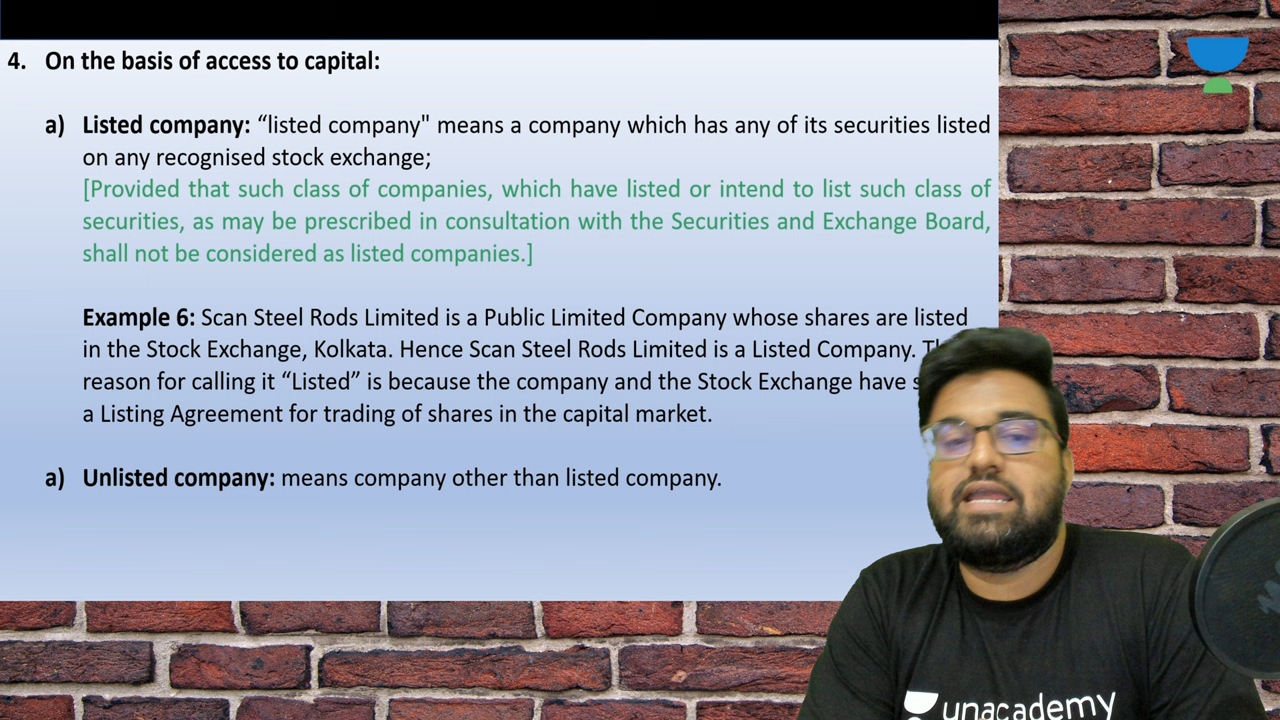 4. On the basis of access to capital:
a) Listed company: “listed company" means a company which has any of its securities listed
on any recognised stock exchange;
[Provided that such class of companies, which have listed or intend to list such class of
securities, as may be prescribed in consultation with the Securities and Exchange Board,
shall not be considered as listed companies.]
Example 6: Scan Steel Rods Limited is a Public Limited Company whose shares are listed
in the Stock Exchange, Kolkata. Hence Scan Steel Rods Limited is a Listed Company.
reason for calling it “Listed” is because the company and the Stock Exchange have
a Listing Agreement for trading of shares in the capital market.
a) Unlisted company: means company other than listed company.
unacademy